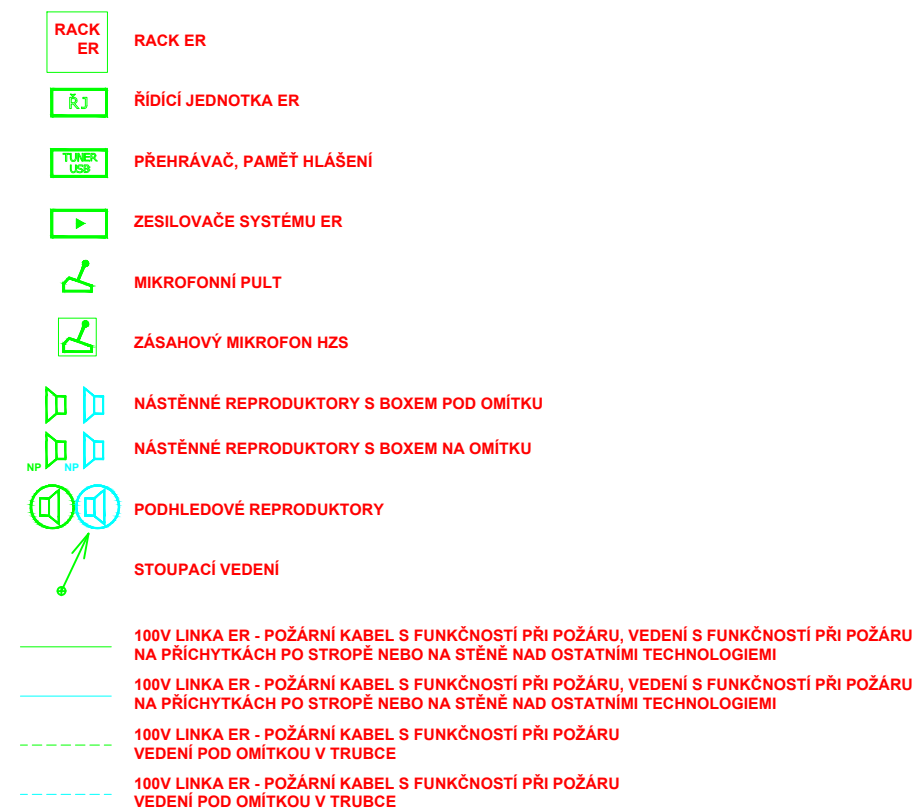 RACK
ER
RACK ER
ŘJ
ŘÍDÍCÍ JEDNOTKA ER
TUNER
USB
PŘEHRÁVAČ, PAMĚŤ HLÁŠENÍ
ZESILOVAČE SYSTÉMU ER
MIKROFONNÍ PULT
ZÁSAHOVÝ MIKROFON HZS
NÁSTĚNNÉ REPRODUKTORY S BOXEM POD OMÍTKU
NP NP
NÁSTĚNNÉ REPRODUKTORY S BOXEM NA OMÍTKU
PODHLEDOVÉ REPRODUKTORY
STOUPACÍ VEDENÍ
100V LINKA ER - POŽÁRNÍ KABEL S FUNKČNOSTÍ PŘI POŽÁRU, VEDENÍ S FUNKČNOSTÍ PŘI POŽÁRU
NA PŘÍCHYTKÁCH PO STROPĚ NEBO NA STĚNĚ NAD OSTATNÍMI TECHNOLOGIEMI
100V LINKA ER - POŽÁRNÍ KABEL S FUNKČNOSTÍ PŘI POŽÁRU, VEDENÍ S FUNKČNOSTÍ PŘI POŽÁRU
NA PŘÍCHYTKÁCH PO STROPĚ NEBO NA STĚNĚ NAD OSTATNÍMI TECHNOLOGIEMI
100V LINKA ER - POŽÁRNÍ KABEL S FUNKČNOSTÍ PŘI POŽÁRU
VEDENÍ POD OMÍTKOU V TRUBCE
100V LINKA ER - POŽÁRNÍ KABEL S FUNKČNOSTÍ PŘI POŽÁRU
VEDENÍ POD OMÍTKOU V TRUBCE